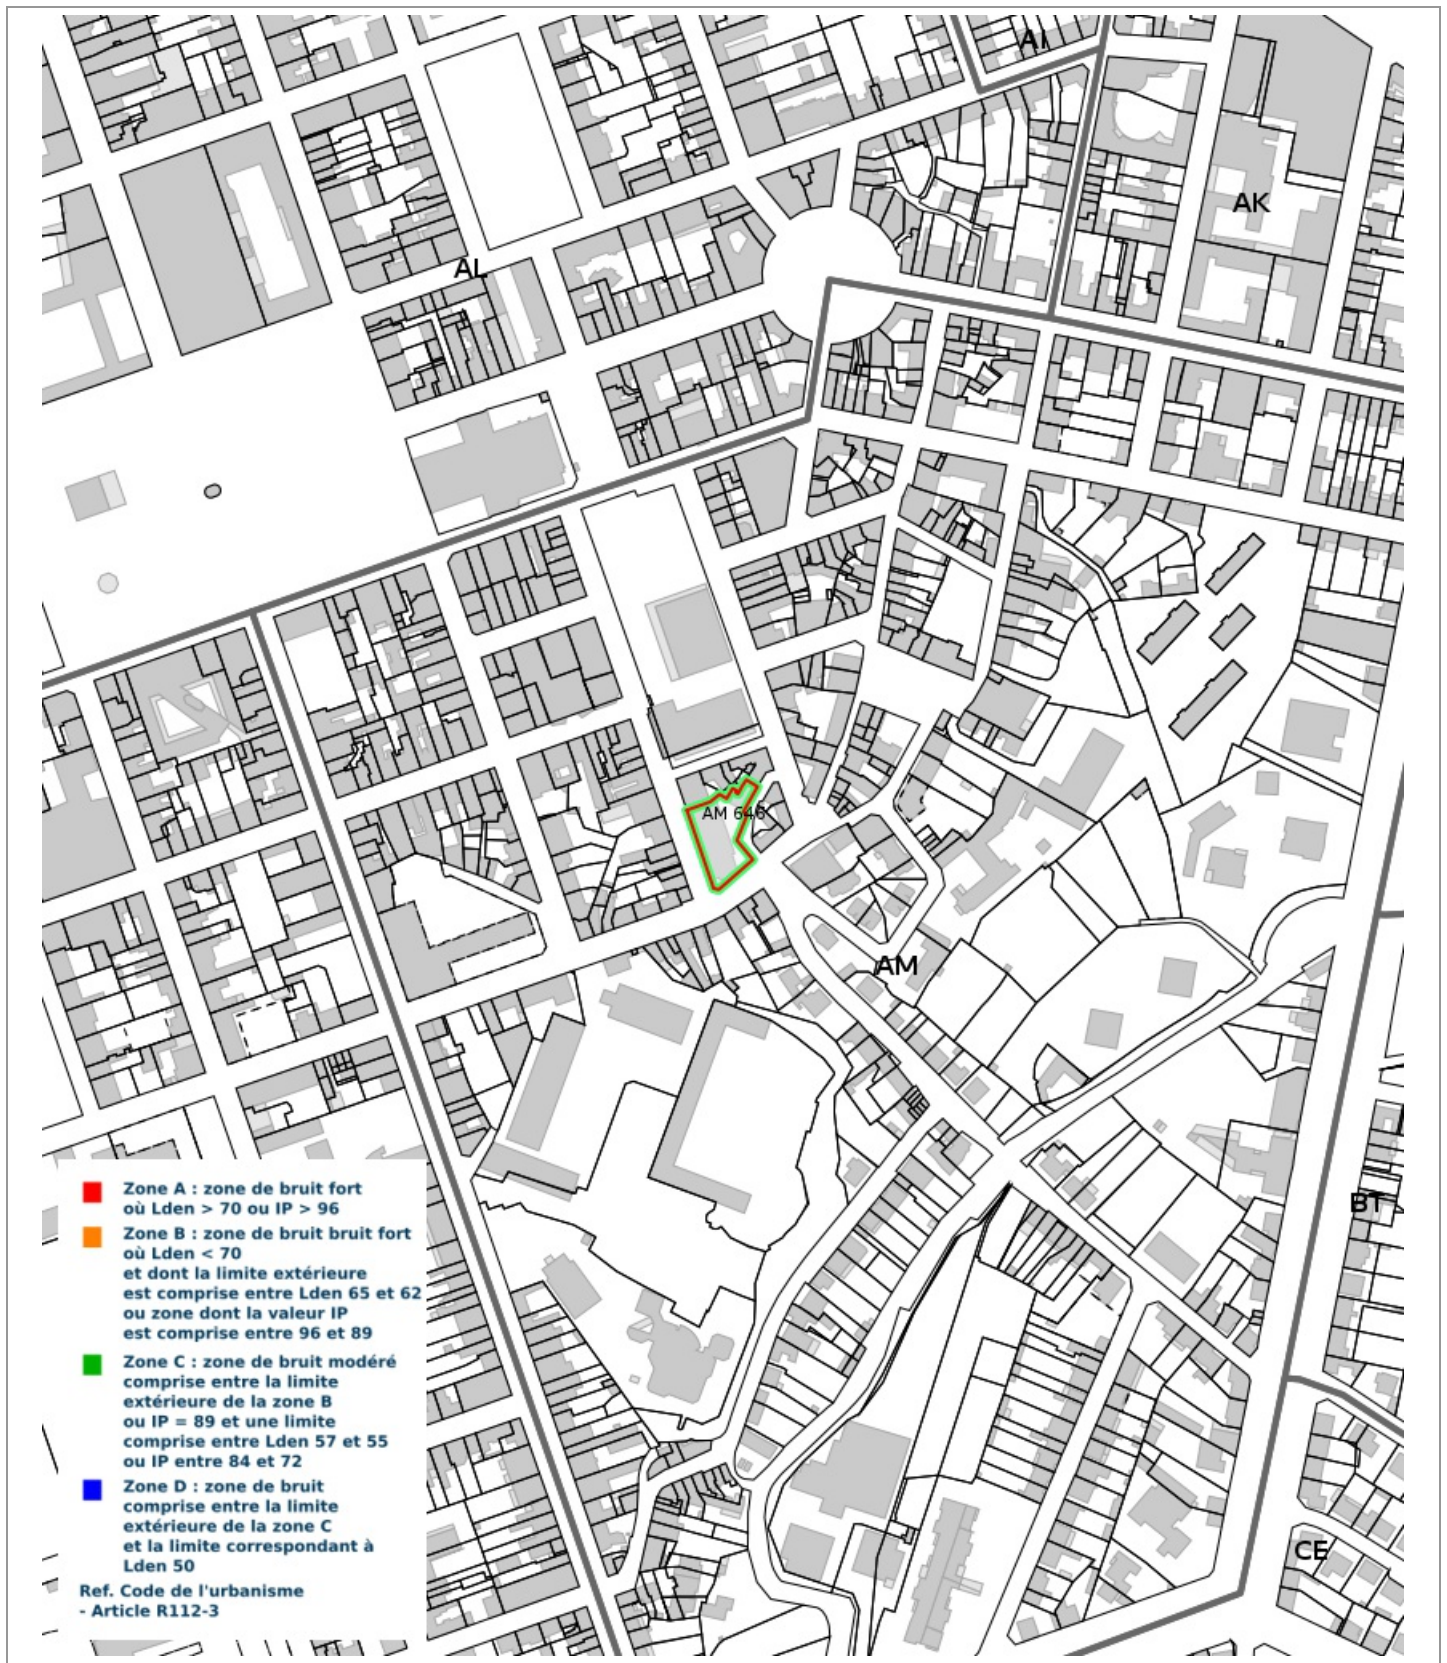 AI
AK
AL
AM 646
AM
BT
CE
Zone A : zone de bruit fort
où Lden > 70 ou IP > 96
Zone B : zone de bruit bruit fort
où Lden < 70
et dont la limite extérieure
est comprise entre Lden 65 et 62
ou zone dont la valeur IP
est comprise entre 96 et 89
Zone C : zone de bruit modéré
comprise entre la limite
extérieure de la zone B
ou IP = 89 et une limite
comprise entre Lden 57 et 55
ou IP entre 84 et 72
Zone D : zone de bruit
comprise entre la limite
extérieure de la zone C
et la limite correspondant à
Lden 50
Ref. Code de l'urbanisme
- Article R112-3